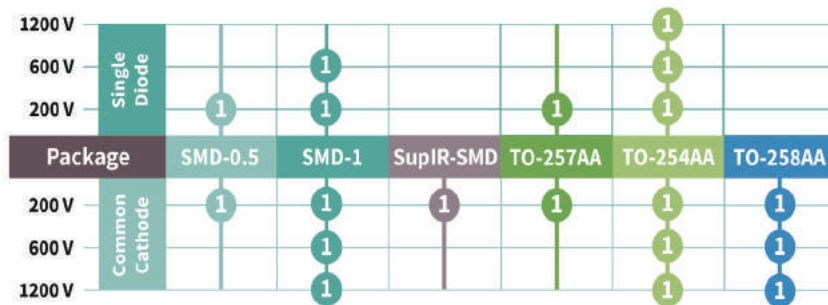 1200 V 1
600 V 1 1
Single Diode
200 V 1 1 1 1
Package SMD-0.5 SMD-1 SupIR-SMD TO-257AA TO-254AA TO-258AA
200 V 1 1 1 1 1 1
Common Cathode
600 V 1 1 1
1200 V 1 1 1